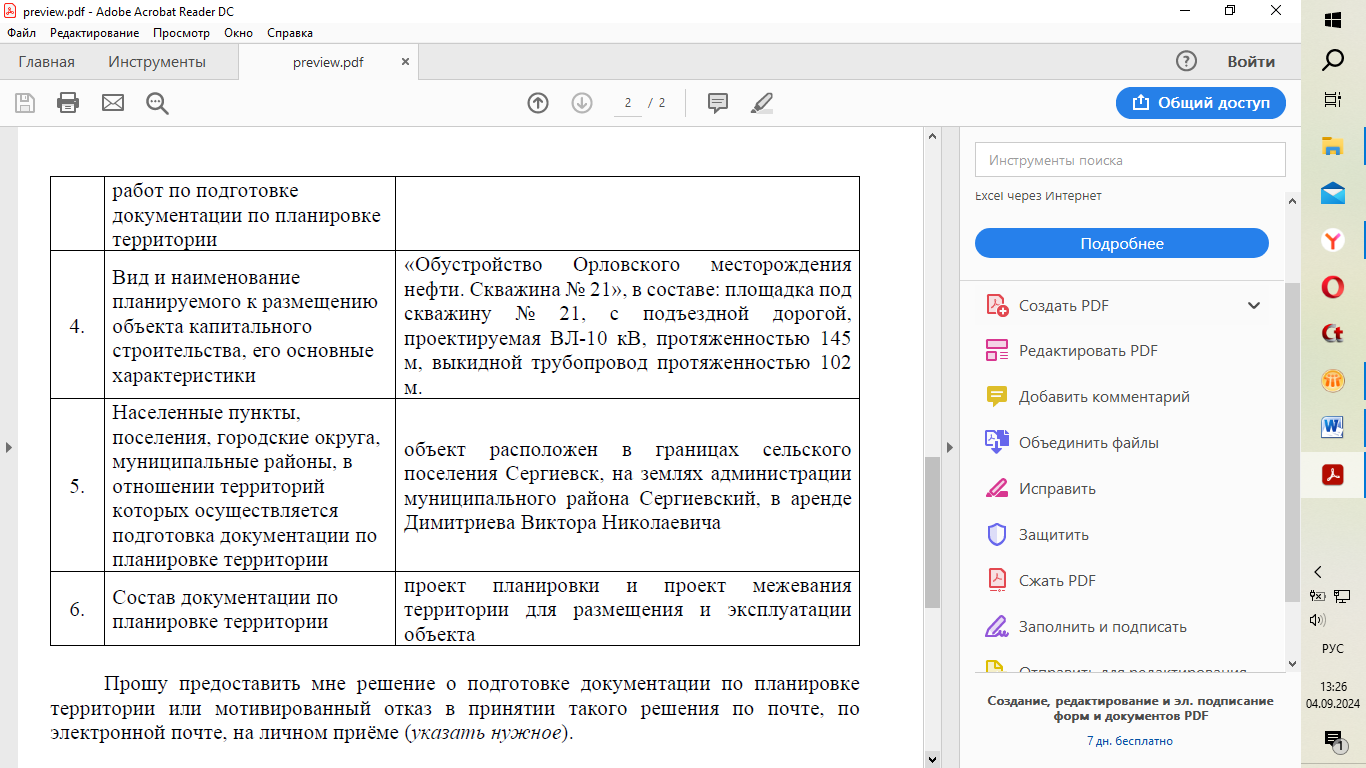 preview.pdf - Adobe Acrobat Reader DC
Файл Редактирование Просмотр Окно Справка
Главная Инструменты preview.pdf Войти
2 / 2 Общий доступ
работ по подготовке
документации по планировке
территории
4.
Вид и наименование
планируемого к размещению
объекта капитального
строительства, его основные
характеристики
«Обустройство Орловского месторождения
нефти. Скважина № 21», в составе: площадка под
скважину № 21, с подъездной дорогой,
проектируемая ВЛ-10 кВ, протяженностью 145
м, выкидной трубопровод протяженностью 102
м.
5.
Населенные пункты,
поселения, городские округа,
муниципальные районы, в
отношении территорий
которых осуществляется
подготовка документации по
планировке территории
объект расположен в границах сельского
поселения Сергиевск, на землях администрации
муниципального района Сергиевский, в аренде
Димитриева Виктора Николаевича
6.
Состав документации по
планировке территории
проект планировки и проект межевания
территории для размещения и эксплуатации
объекта
Прошу предоставить мне решение о подготовке документации по планировке
территории или мотивированный отказ в принятии такого решения по почте, по
электронной почте, на личном приёме (указать нужное).
Инструменты поиска
Excel через Интернет
Подробнее
Создать PDF
Редактировать PDF
Добавить комментарий
Объединить файлы
Исправить
Защитить
Сжать PDF
Заполнить и подписать
Отправить для редактирования
Создание, редактирование и эл. подписание
форм и документов PDF
7 дн. бесплатно
РУС
13:26
04.09.2024
1